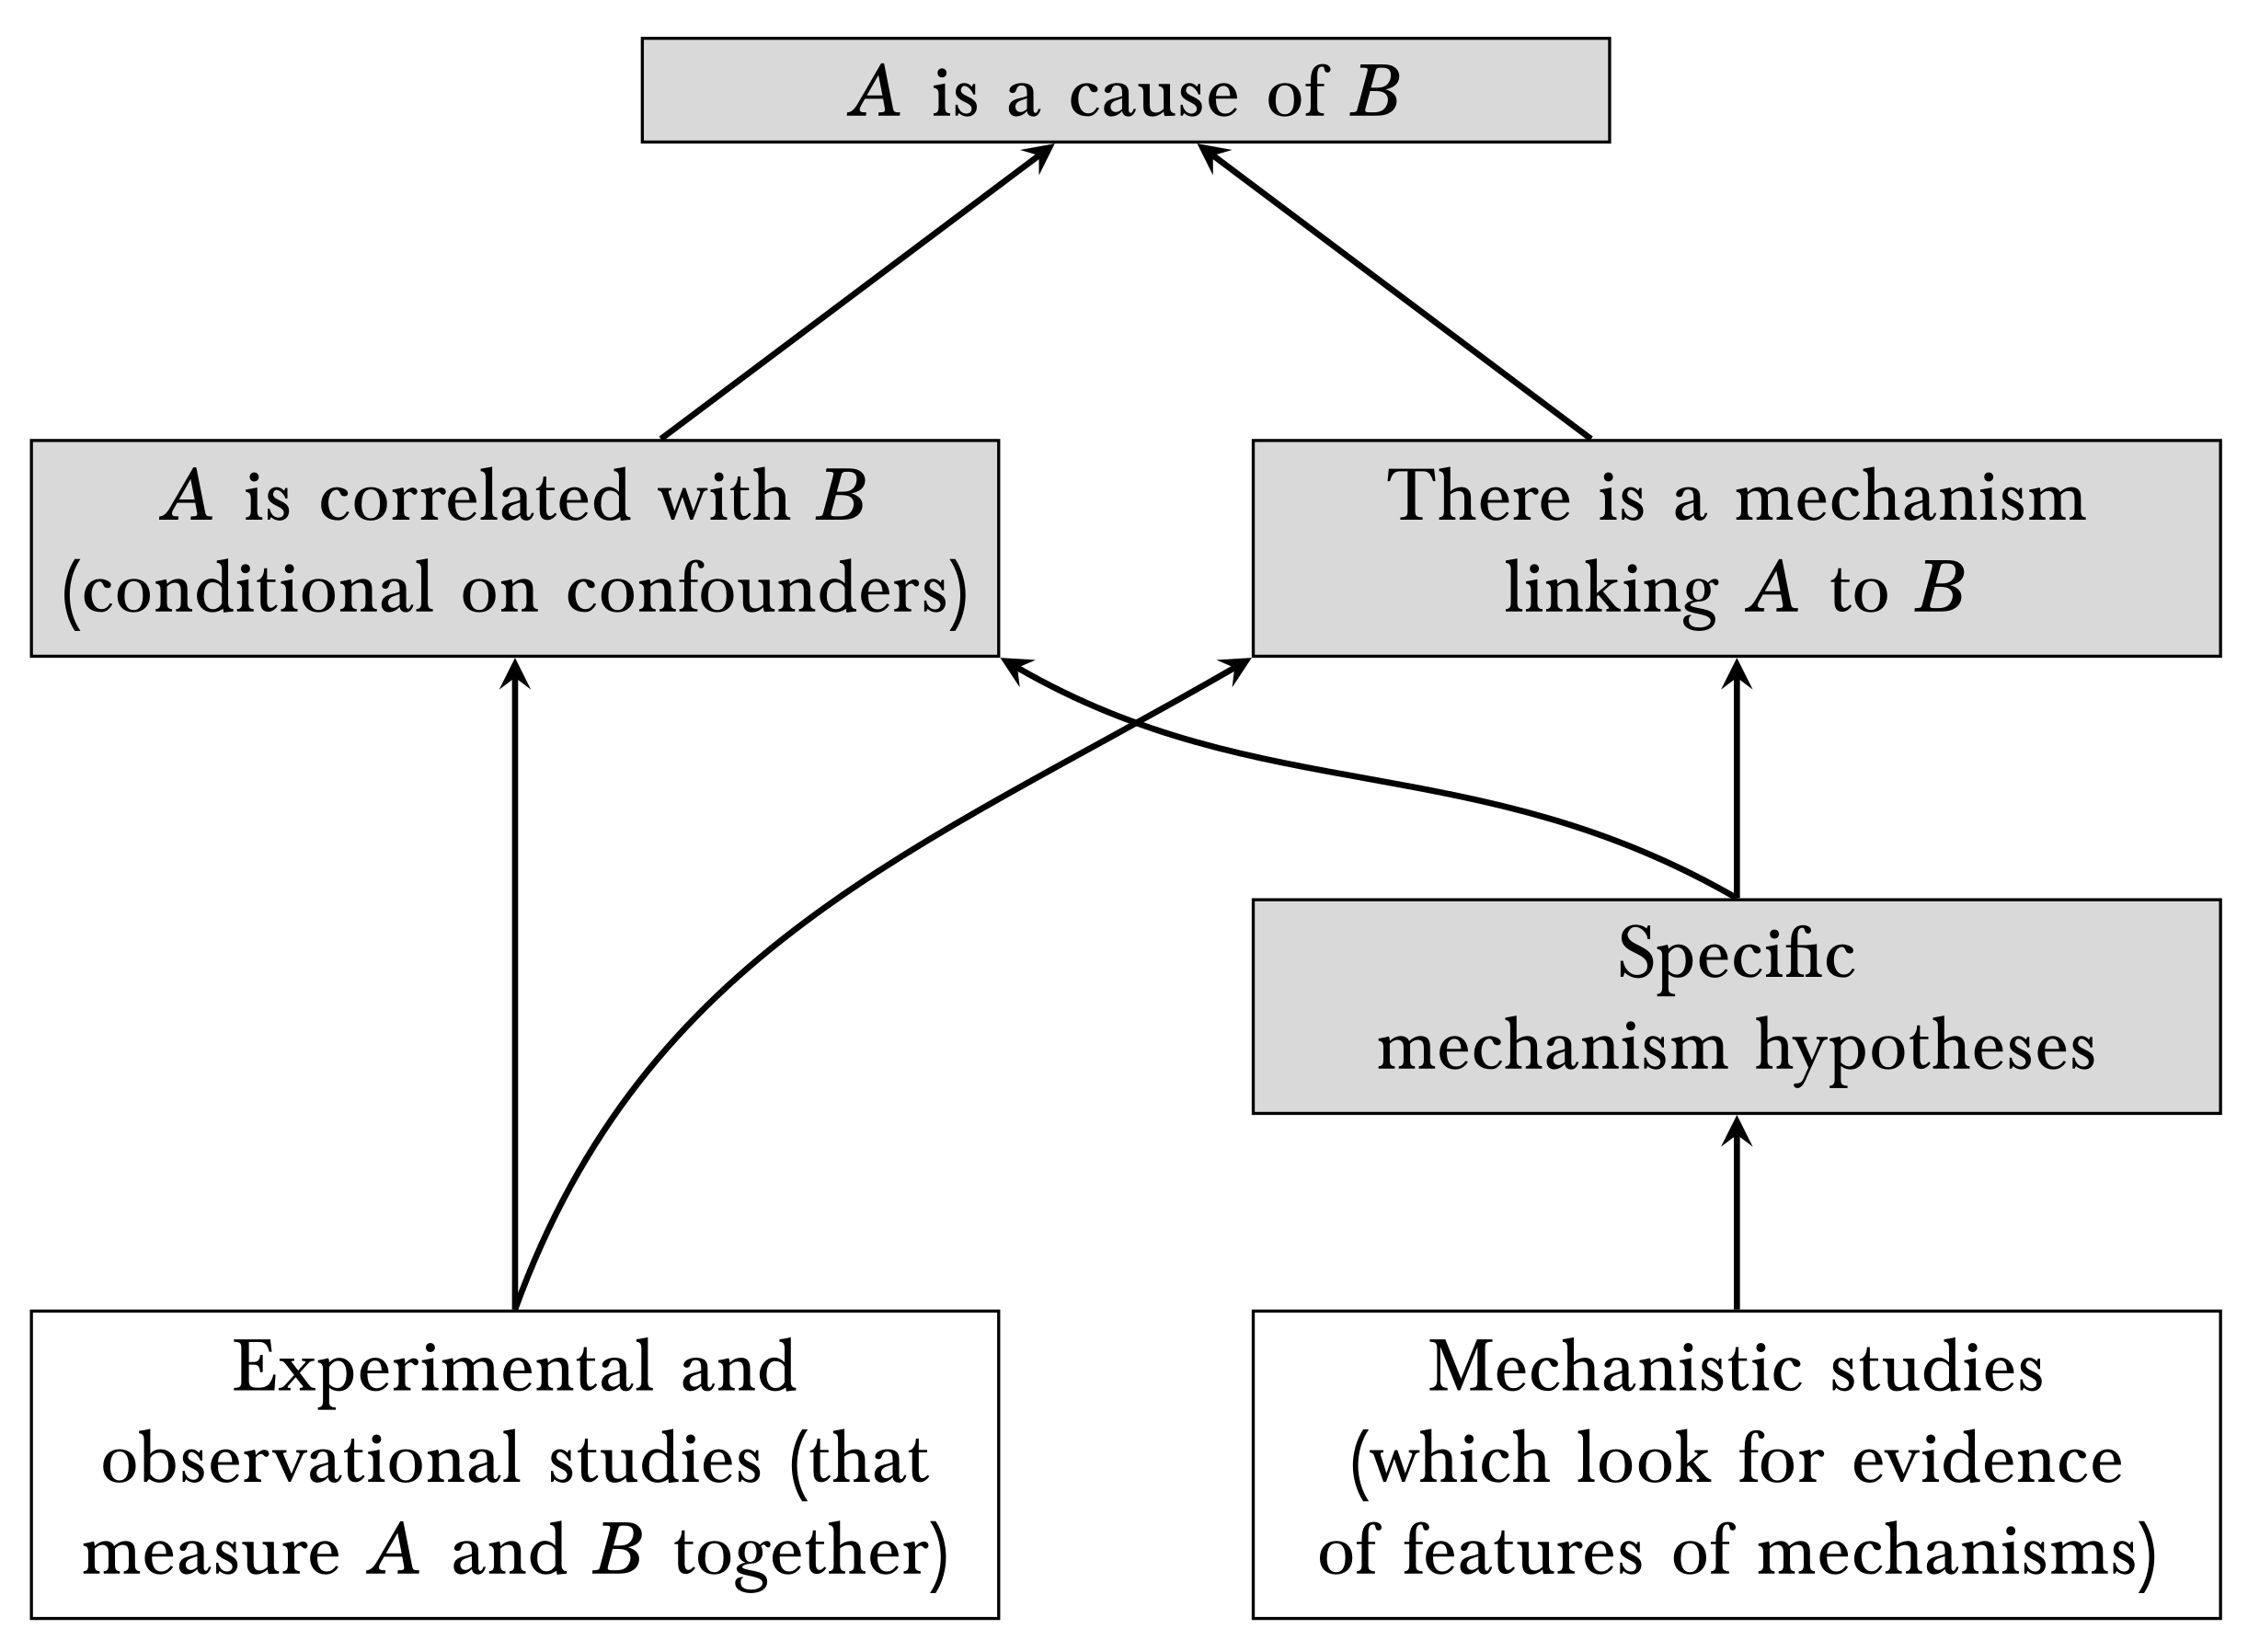 A is a cause of B
A is correlated with B
(conditional on confounders)
There is a mechanism
linking A to B
Specific
mechanism hypotheses
Experimental and
observational studies (that
measure A and B together)
Mechanistic studies
(which look for evidence
of features of mechanisms)